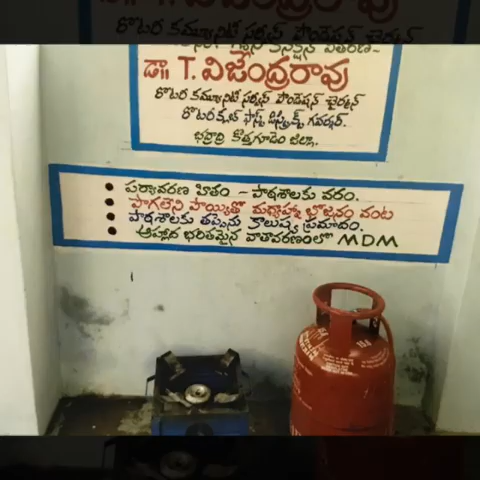 డా॥ T. విజేంద్రరావు
రోటరి కమ్యూనిటి సర్వీస్ ఫౌండేషన్ ఛైర్మన్
రోటరీ క్లబ్ ఫాస్ట్ డిస్ట్రిక్ట్ గవర్నర్.
భద్రాద్రి కొత్తగూడెం జిల్లా.
• పర్యావరణ హితం - పాఠశాలకు వరం.
• పొగలేని పొయ్యితో మధ్యాహ్న భోజనం వంట
• పాఠశాలకు తప్పెను కాలుష్య ప్రమాదం.
• ఆహ్లాద భరితమైన వాతావరణంలో MDM